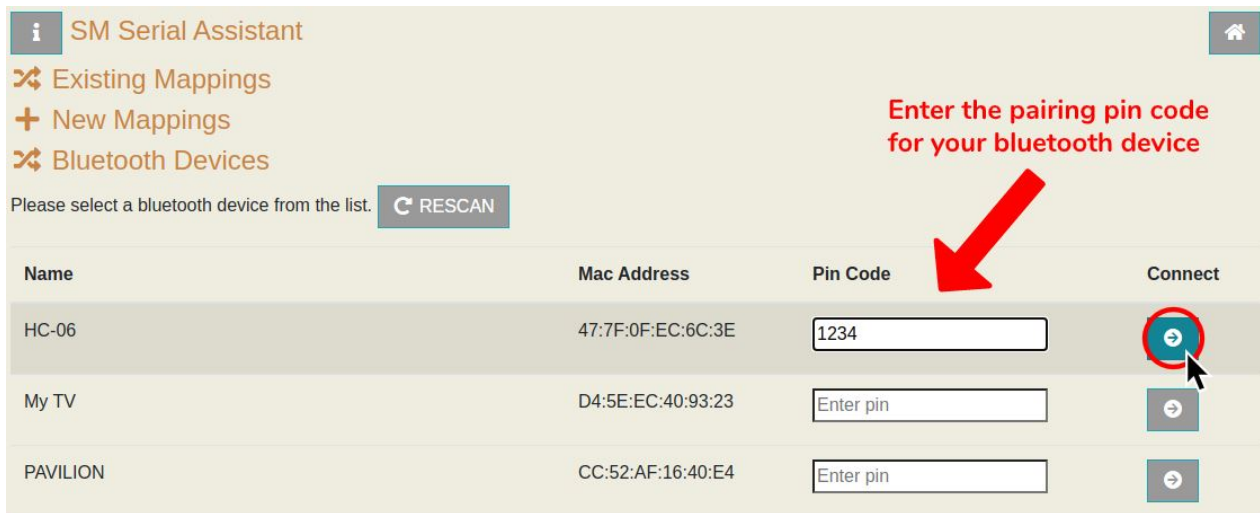 SM Serial Assistant
Existing Mappings
New Mappings
Bluetooth Devices
Enter the pairing pin code
for your bluetooth device
Please select a bluetooth device from the list. RESCAN
Name Mac Address Pin Code Connect
HC-06 47:7F:0F:EC:6C:3E 1234
My TV D4:5E:EC:40:93:23 Enter pin
PAVILION CC:52:AF:16:40:E4 Enter pin